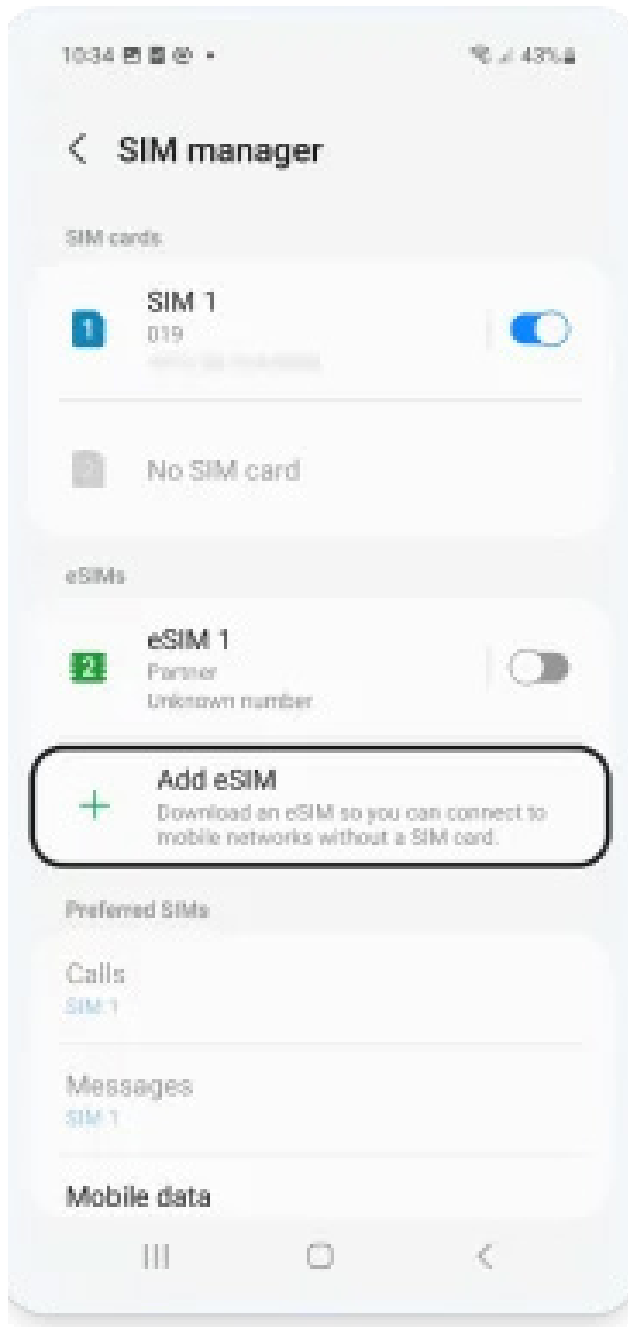 10:34
43%
SIM manager
SIM cards
1
SIM 1
019
No SIM card
eSIMs
2
eSIM 1
Partner
Unknown number
Add eSIM
Download an eSIM so you can connect to
mobile networks without a SIM card.
Preferred SIMs
Calls
SIM 1
Messages
SIM 1
Mobile data